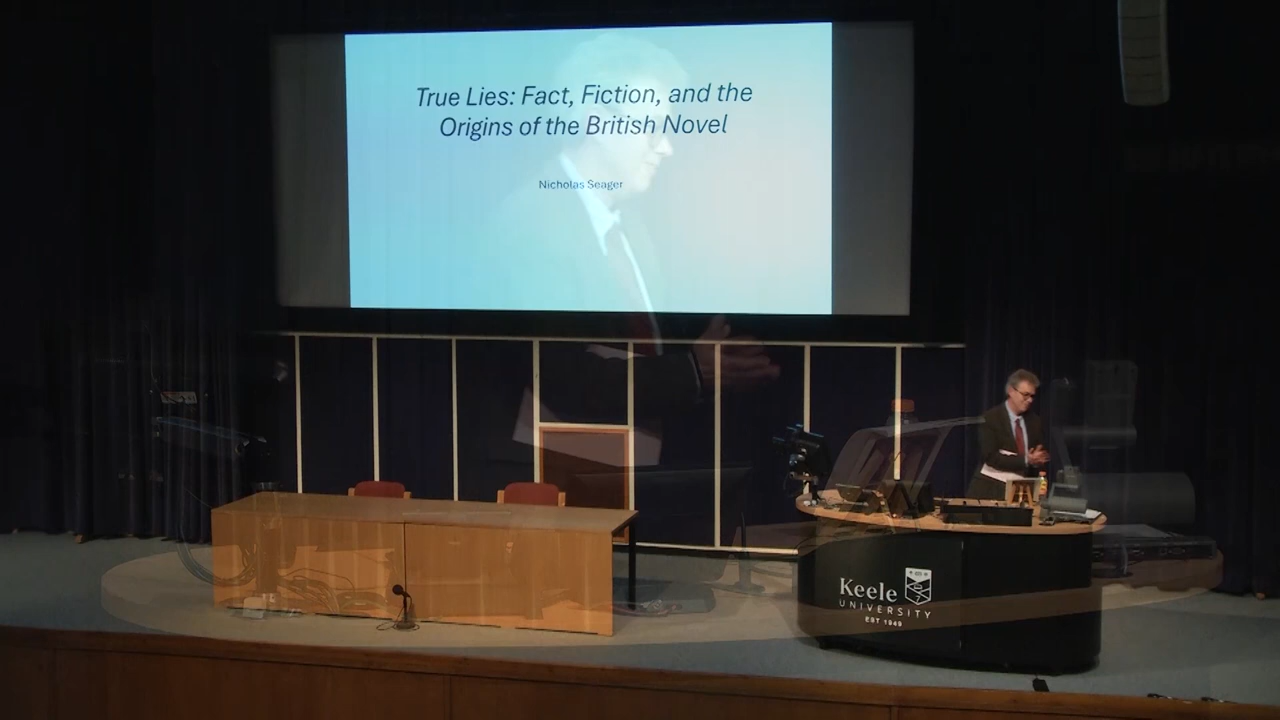 True Lies: Fact, Fiction, and the
Origins of the British Novel
Nicholas Seager
Keele
UNIVERSITY
EST 1949